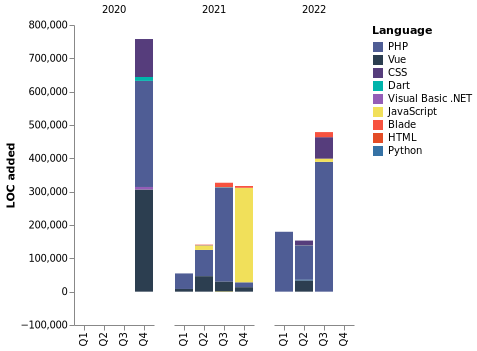 2020 2021 2022
Language
PHP
Vue
CSS
Dart
Visual Basic .NET
JavaScript
Blade
HTML
Python
LOC added
800,000
700,000
600,000
500,000
400,000
300,000
200,000
100,000
0
−100,000
Q1 Q2 Q3 Q4 Q1 Q2 Q3 Q4 Q1 Q2 Q3 Q4